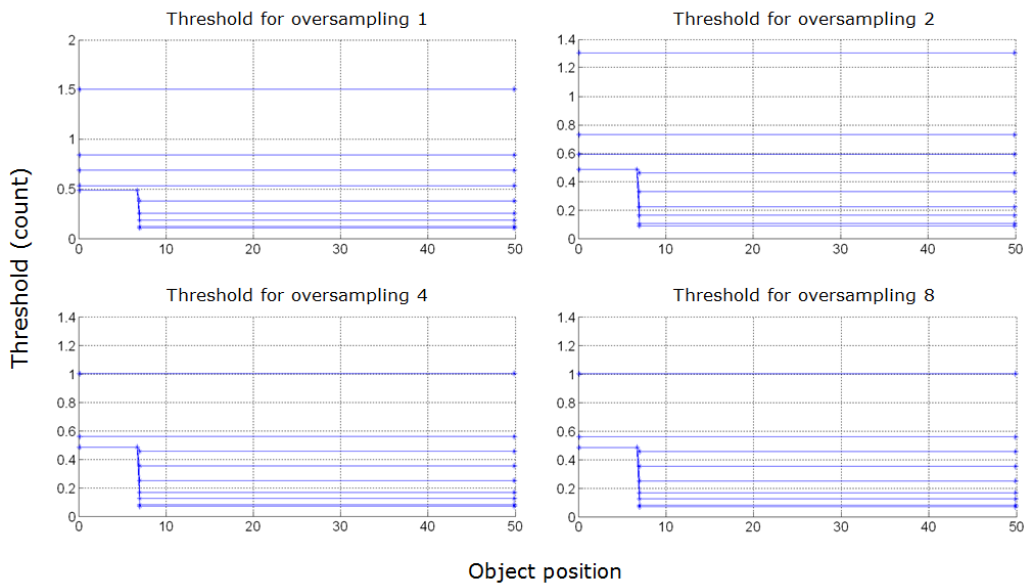 Threshold for oversampling 1
2
1.5
1
0.5
0
0 10 20 30 40 50
Threshold for oversampling 2
1.4
1.2
1
0.8
0.6
0.4
0.2
0
0 10 20 30 40 50
Threshold (count)
Threshold for oversampling 4
1.4
1.2
1
0.8
0.6
0.4
0.2
0
0 10 20 30 40 50
Threshold for oversampling 8
1.4
1.2
1
0.8
0.6
0.4
0.2
0
0 10 20 30 40 50
Object position